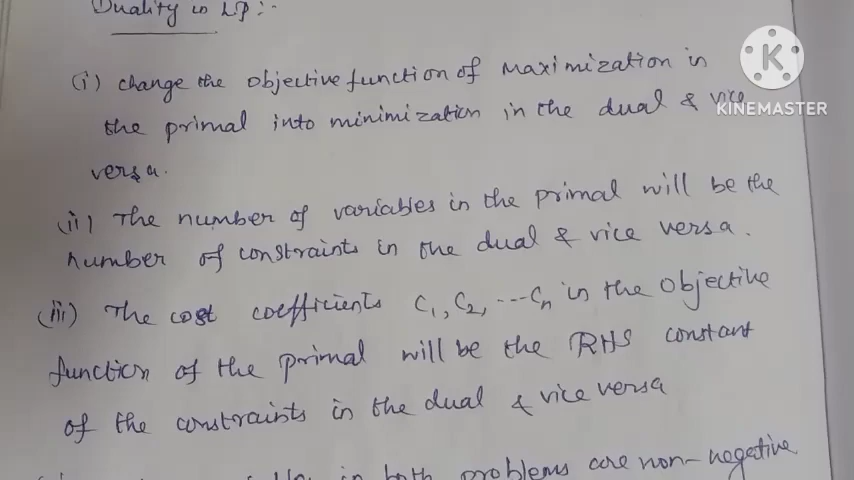 Duality in LP:-
(i) change the objective function of maximization in
the primal into minimization in the dual & vice
versa.
(ii) The number of variables in the primal will be the
number of constraints in the dual & vice versa.
(iii) The cost coefficients C1, C2, ---Cn in the objective
function of the primal will be the RHS constant
of the constraints in the dual & vice versa
in both problems are non-negative
K
KINEMASTER